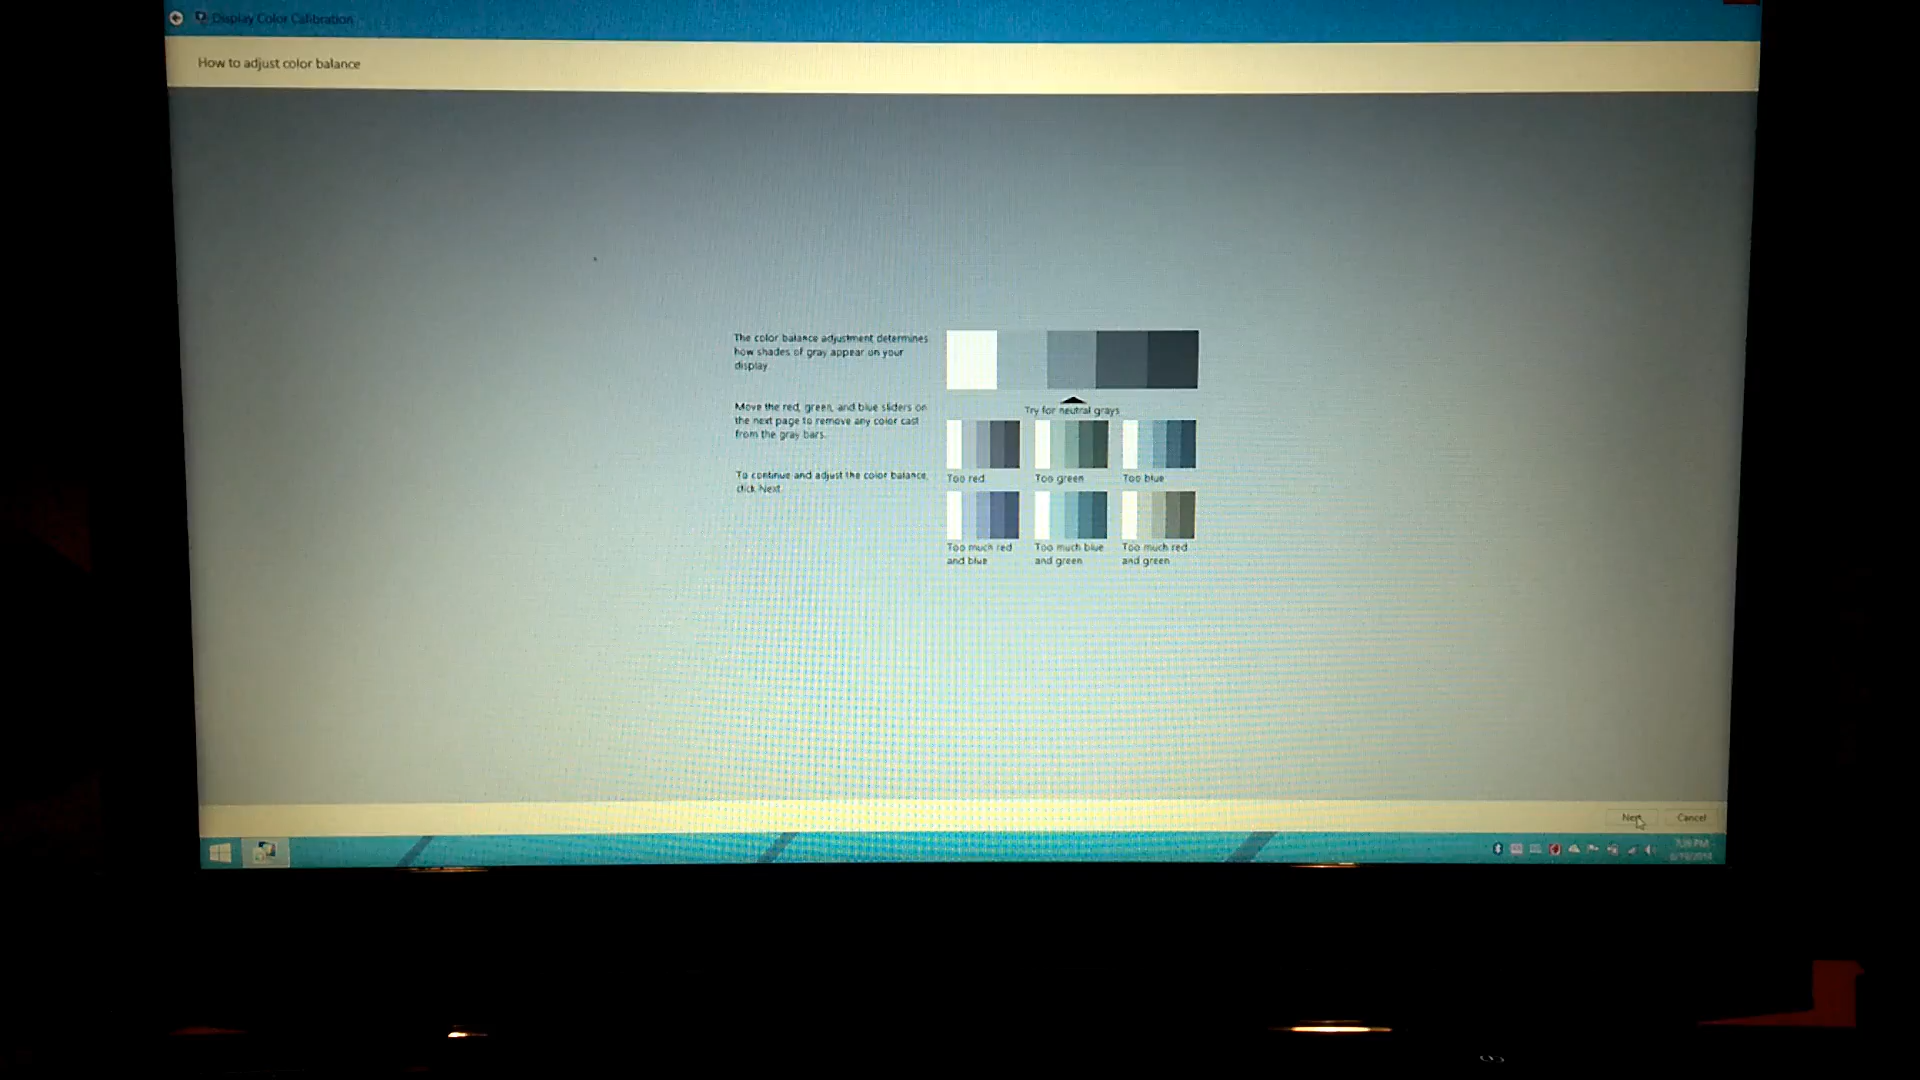 Display Color Calibration
How to adjust color balance
The color balance adjustment determines
how shades of gray appear on your
display.
Move the red, green, and blue sliders on
the next page to remove any color cast
from the gray bars.
To continue and adjust the color balance,
click Next.
Try for neutral grays
Too red
Too green
Too blue
Too much red
and blue
Too much blue
and green
Too much red
and green
Next
Cancel